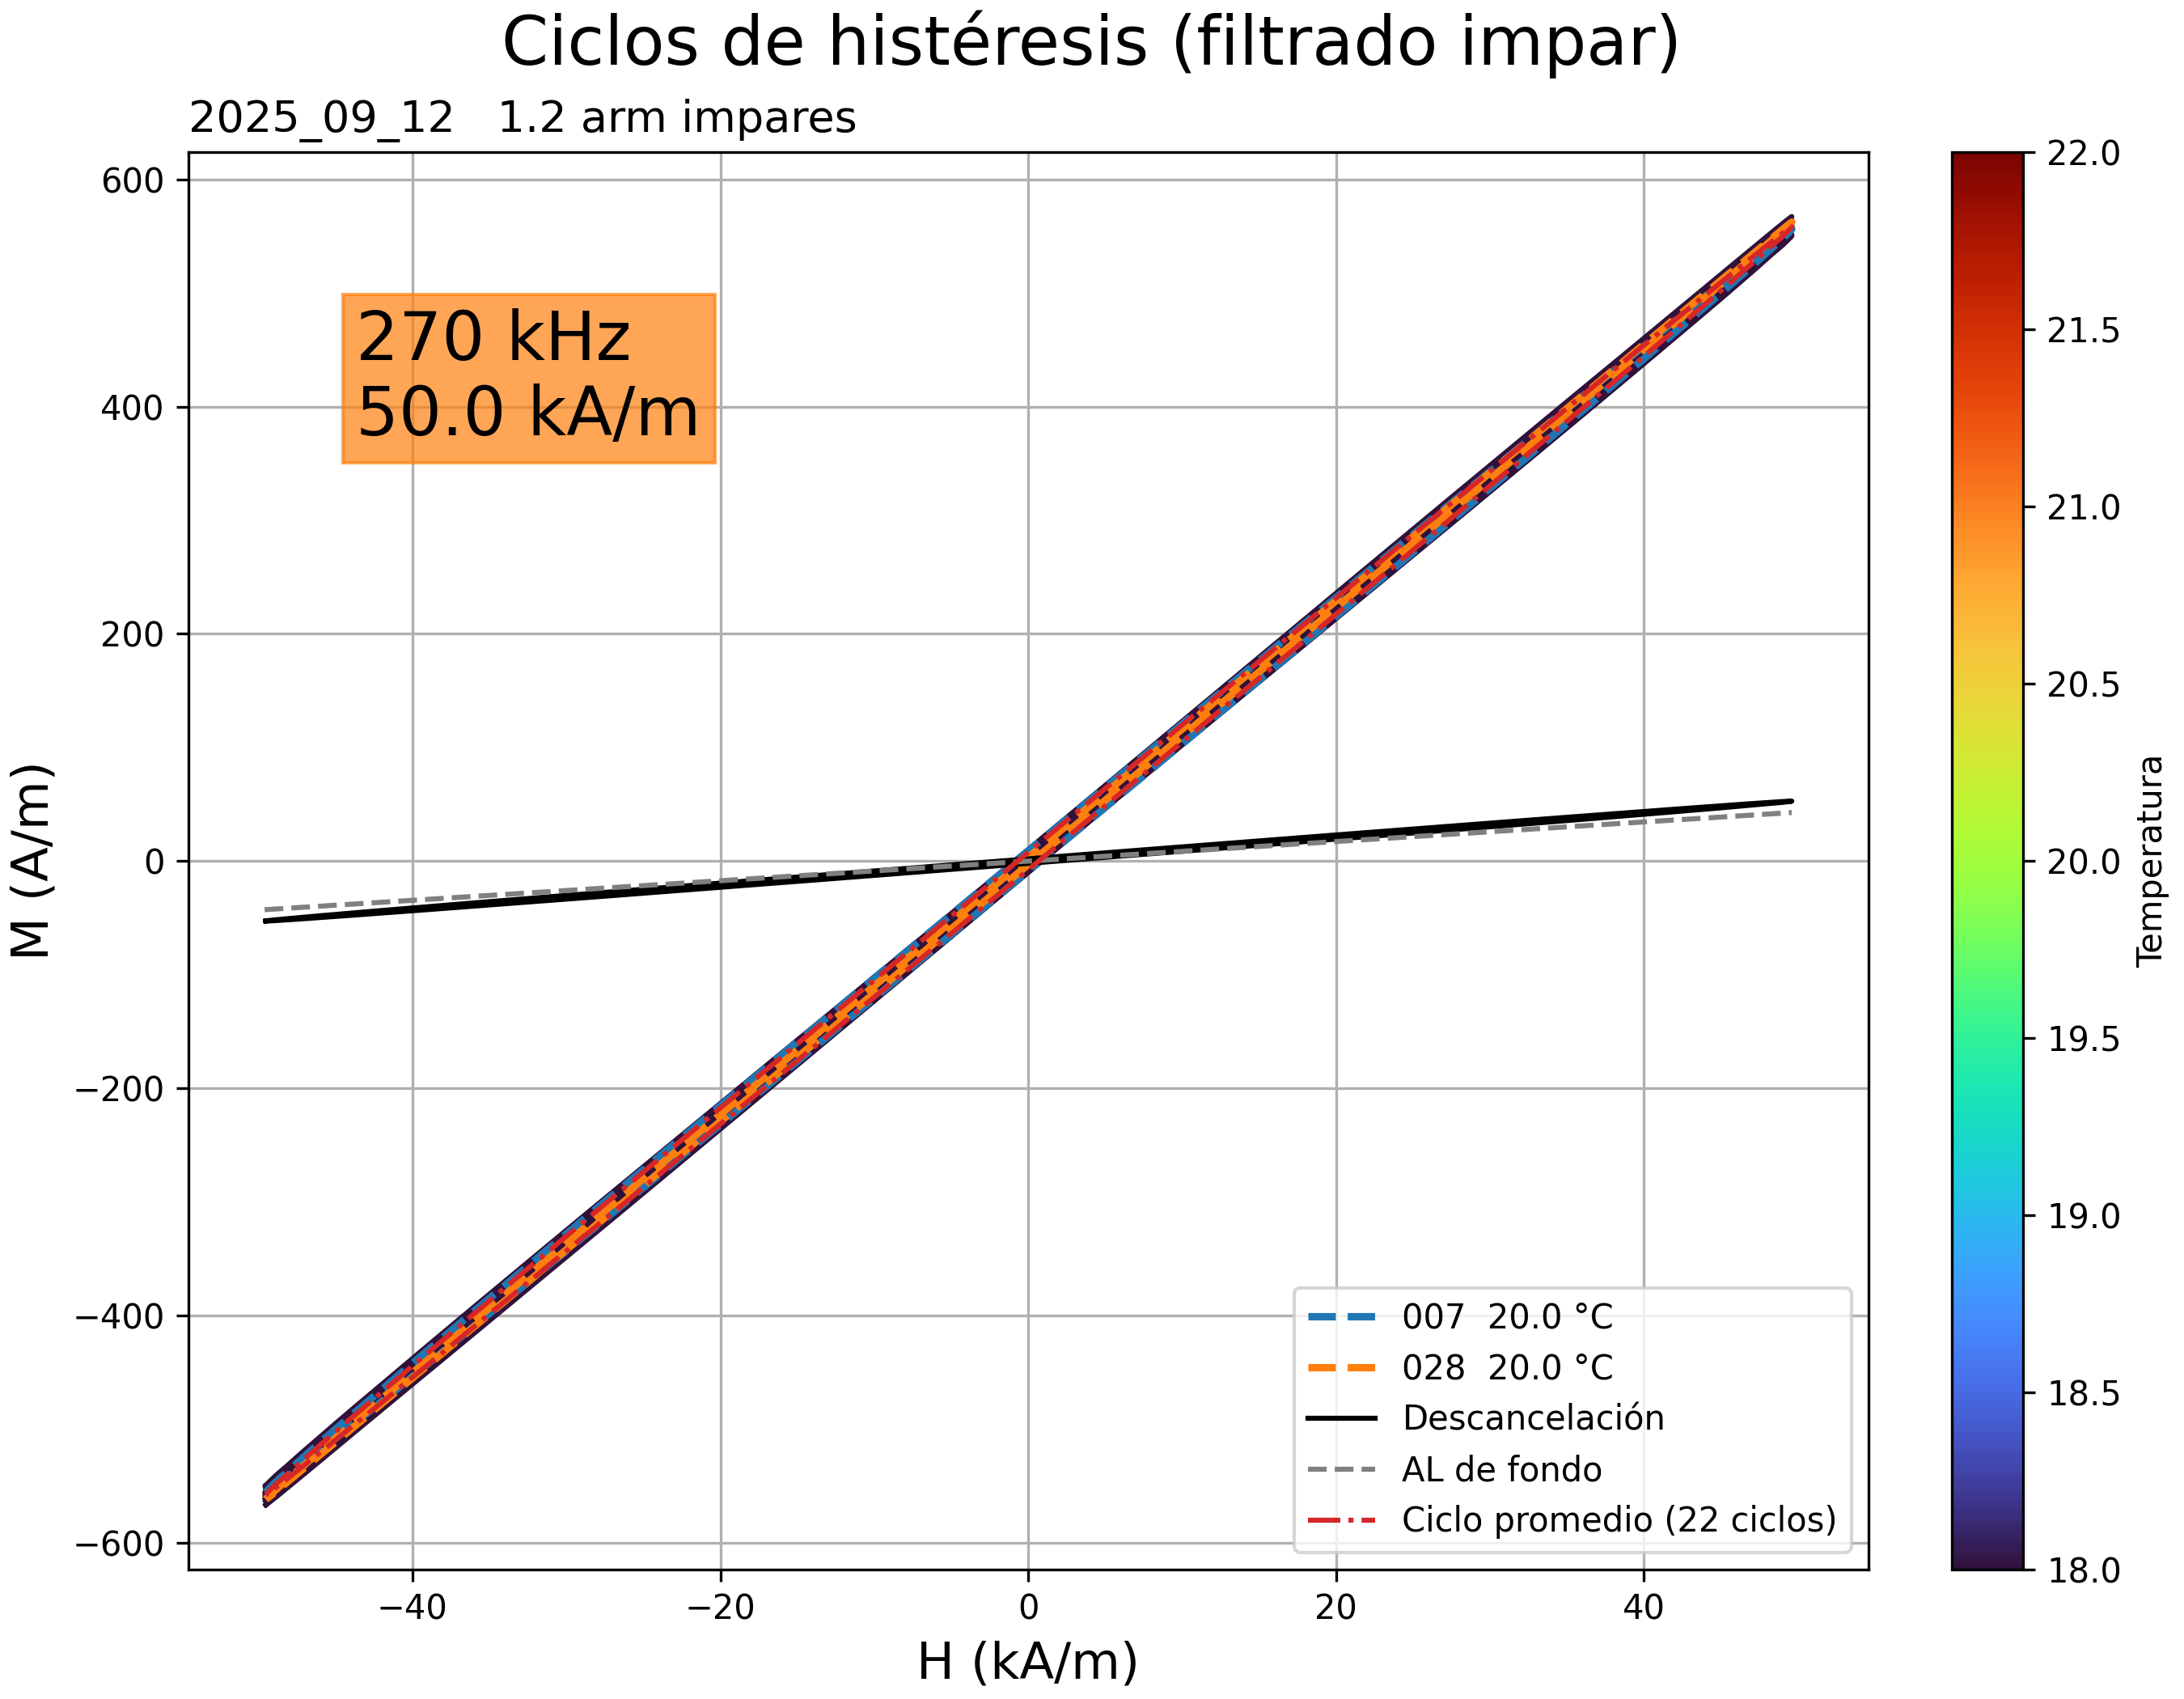 Ciclos de histéresis (filtrado impar)
2025_09_12   1.2 arm impares
600
400
200
0
−200
−400
−600
M (A/m)
270 kHz
50.0 kA/m
007  20.0 °C
028  20.0 °C
Descancelación
AL de fondo
Ciclo promedio (22 ciclos)
−40
−20
0
20
40
H (kA/m)
22.0
21.5
21.0
20.5
20.0
19.5
19.0
18.5
18.0
Temperatura